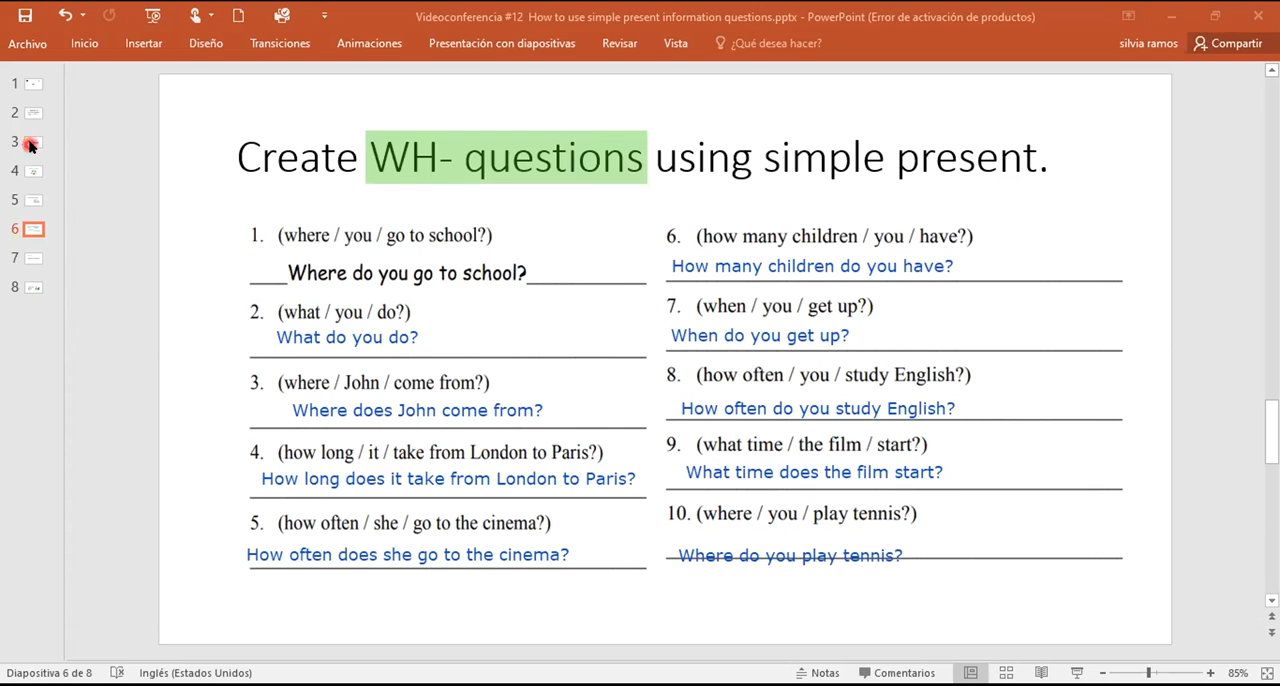 Videoconferencia #12 How to use simple present information questions.pptx - PowerPoint (Error de activación de productos)
Archivo Inicio Insertar Diseño Transiciones Animaciones Presentación con diapositivas Revisar Vista ¿Qué desea hacer? silvia ramos Compartir
1
2
3
4
5
6
7
8
Create WH- questions using simple present.
1. (where / you / go to school?)
Where do you go to school?
2. (what / you / do?)
What do you do?
3. (where / John / come from?)
Where does John come from?
4. (how long / it / take from London to Paris?)
How long does it take from London to Paris?
5. (how often / she / go to the cinema?)
How often does she go to the cinema?
6. (how many children / you / have?)
How many children do you have?
7. (when / you / get up?)
When do you get up?
8. (how often / you / study English?)
How often do you study English?
9. (what time / the film / start?)
What time does the film start?
10. (where / you / play tennis?)
Where do you play tennis?
Diapositiva 6 de 8 Inglés (Estados Unidos) Notas Comentarios 85%